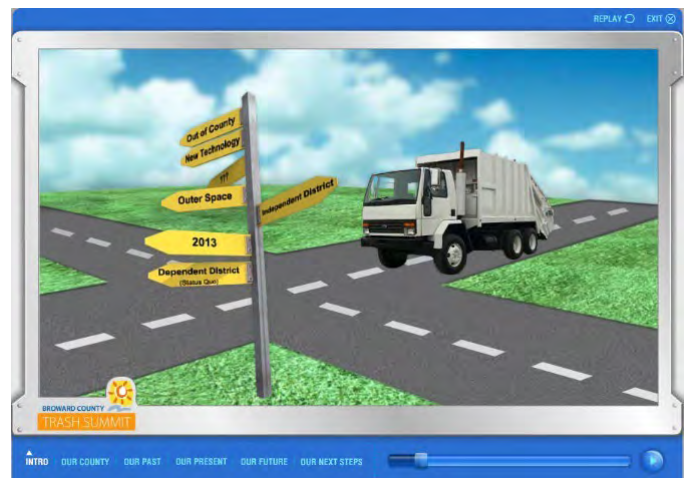 REPLAY EXIT
Out of County
New Technology
???
Outer Space
Independent District
2013
Dependent District
(Status Quo)
BROWARD COUNTY
TRASH SUMMIT
INTRO OUR COUNTY OUR PAST OUR PRESENT OUR FUTURE OUR NEXT STEPS